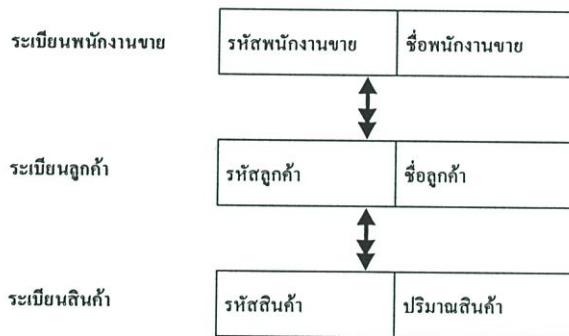 ระเบียนพนักงานขาย รหัสพนักงานขาย ชื่อพนักงานขาย
ระเบียนลูกค้า รหัสลูกค้า ชื่อลูกค้า
ระเบียนสินค้า รหัสสินค้า ปริมาณสินค้า